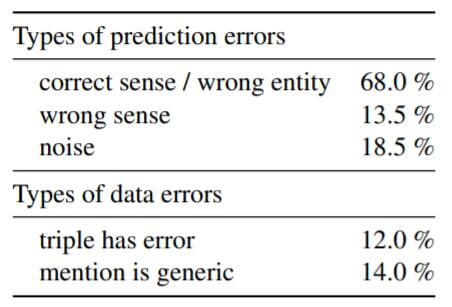 Types of prediction errors
correct sense / wrong entity 68.0 %
wrong sense 13.5 %
noise 18.5 %
Types of data errors
triple has error 12.0 %
mention is generic 14.0 %